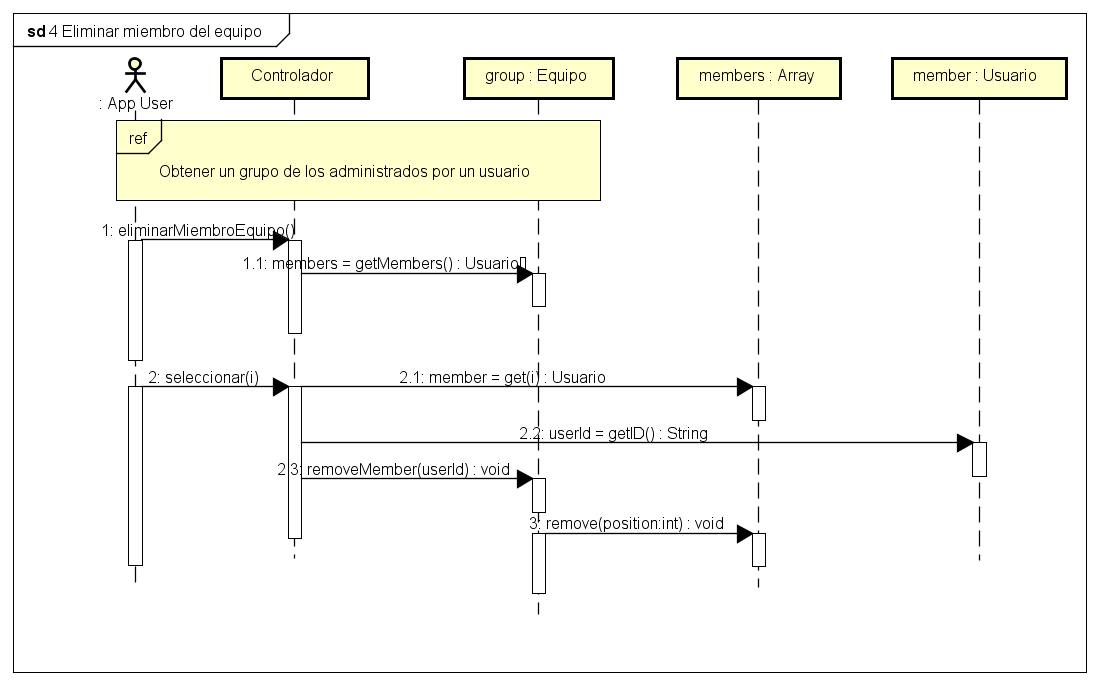 sd 4 Eliminar miembro del equipo
: App User
Controlador
group : Equipo
members : Array
member : Usuario
ref
Obtener un grupo de los administrados por un usuario
1: eliminarMiembroEquipo()
1.1: members = getMembers() : Usuario[]
2: seleccionar(i)
2.1: member = get(i) : Usuario
2.2: userId = getID() : String
2.3: removeMember(userId) : void
3: remove(position:int) : void